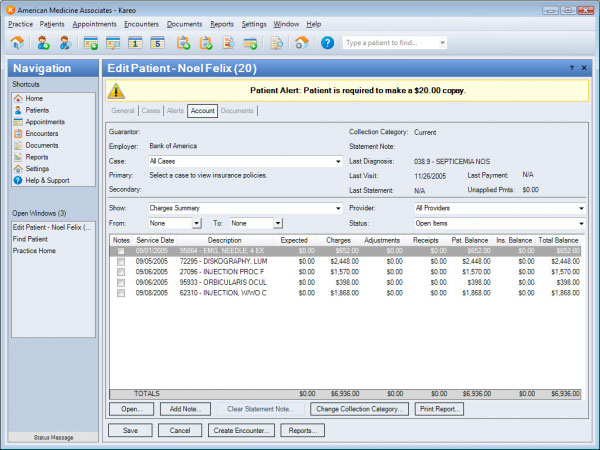 American Medicine Associates - Kareo
Practice Patients Appointments Encounters Documents Reports Settings Window Help
1 5 ? Type a patient to find...
Navigation
Shortcuts
Home
Patients
Appointments
Encounters
Documents
Reports
Settings
Help & Support
Open Windows (3)
Edit Patient - Noel Felix (...
Find Patient
Practice Home
Status Message
Edit Patient - Noel Felix (20) ? x
Patient Alert: Patient is required to make a $20.00 copay.
General Cases Alerts Account Documents
Guarantor: Collection Category: Current
Employer: Bank of America Statement Note:
Case: All Cases Last Diagnosis: 038.9 - SEPTICEMIA NOS
Primary: Select a case to view insurance policies. Last Visit: 11/26/2005 Last Payment: N/A
Secondary: Last Statement N/A Unapplied Pmts: $0.00
Show: Charges Summary Provider: All Providers
From: None To: None Status: Open Items
Notes Service Date Description Expected Charges Adjustments Receipts Pat. Balance Ins. Balance Total Balance
09/01/2005 95864 - EMG, NEEDLE, 4 EX $0.00 $652.00 $0.00 $0.00 $652.00 $0.00 $652.00
09/05/2005 72295 - DISKOGRAPHY, LUM $0.00 $2,448.00 $0.00 $0.00 $2,448.00 $0.00 $2,448.00
09/06/2005 27096 - INJECTION PROC F $0.00 $1,570.00 $0.00 $0.00 $1,570.00 $0.00 $1,570.00
09/06/2005 95933 - ORBICULARIS OCUL $0.00 $398.00 $0.00 $0.00 $398.00 $0.00 $398.00
09/08/2005 62310 - INJECTION, W/WO C $0.00 $1,868.00 $0.00 $0.00 $1,868.00 $0.00 $1,868.00
TOTALS $0.00 $6,936.00 $0.00 $0.00 $6,936.00 $0.00 $6,936.00
Open... Add Note... Clear Statement Note... Change Collection Category... Print Report...
Save Cancel Create Encounter... Reports...